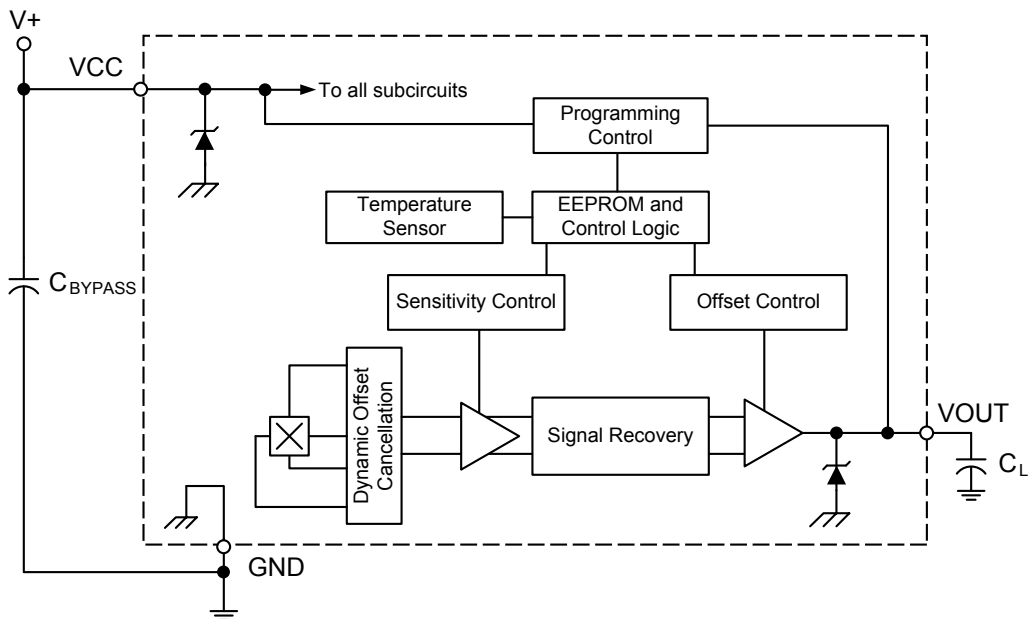 V+
VCC
To all subcircuits
Programming
Control
Temperature
Sensor
EEPROM and
Control Logic
CBYPASS
Sensitivity Control
Offset Control
Dynamic Offset
Cancellation
Signal Recovery
VOUT
CL
GND